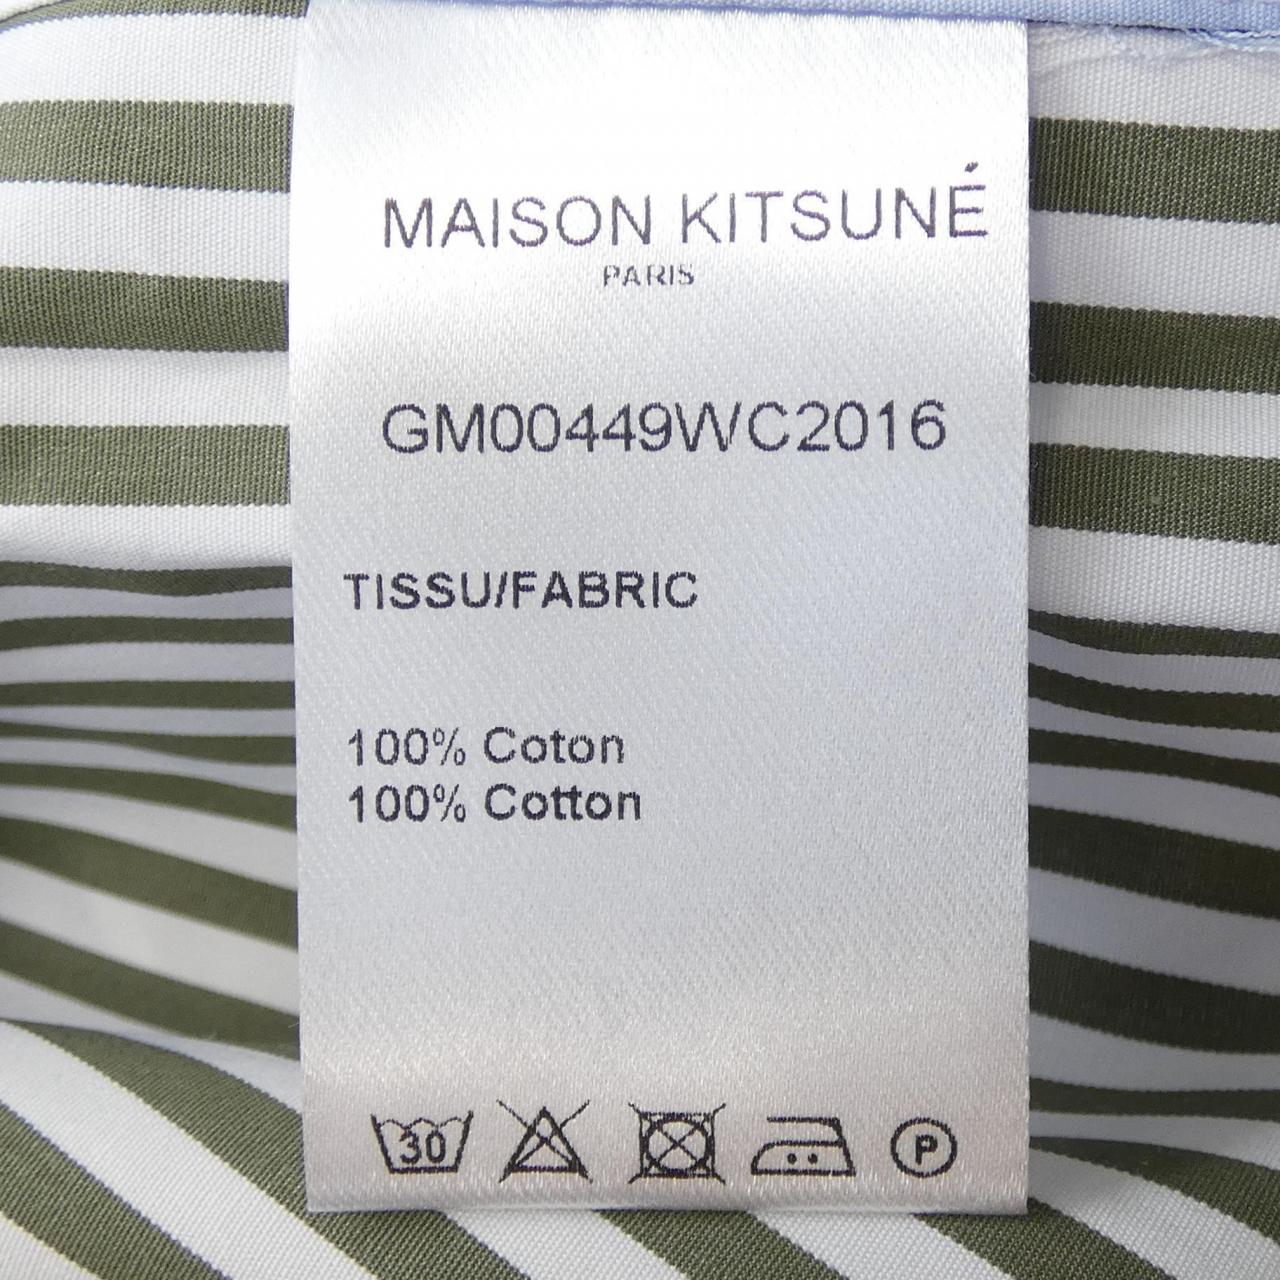 MAISON KITSUNÉ
PARIS
GM00449WC2016
TISSU/FABRIC
100% Coton
100% Cotton
30
P